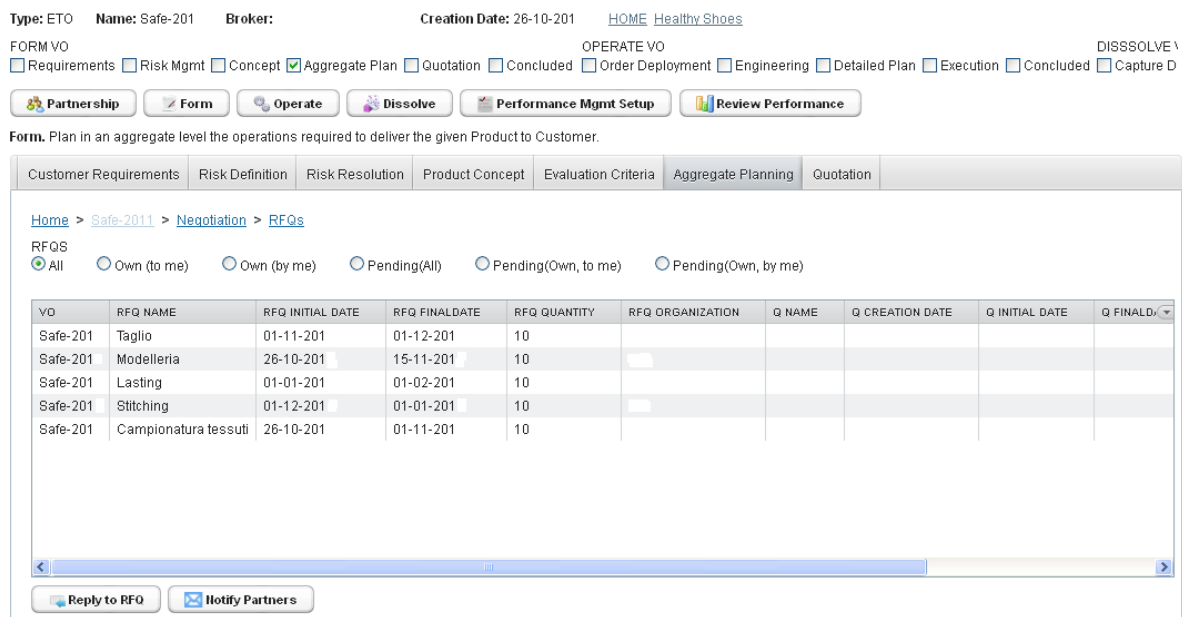 Type: ETO Name: Safe-201 Broker: Creation Date: 26-10-201 HOME Healthy Shoes
FORM VO OPERATE VO DISSSOLVE
Requirements Risk Mgmt Concept Aggregate Plan Quotation Concluded Order Deployment Engineering Detailed Plan Execution Concluded Capture D
Partnership Form Operate Dissolve Performance Mgmt Setup Review Performance
Form. Plan in an aggregate level the operations required to deliver the given Product to Customer.
Customer Requirements Risk Definition Risk Resolution Product Concept Evaluation Criteria Aggregate Planning Quotation
Home > Safe-2011 > Negotiation > RFQs
RFQS
All Own (to me) Own (by me) Pending(All) Pending(Own, to me) Pending(Own, by me)
VO RFQ NAME RFQ INITIAL DATE RFQ FINALDATE RFQ QUANTITY RFQ ORGANIZATION Q NAME Q CREATION DATE Q INITIAL DATE Q FINALD
Safe-201 Taglio 01-11-201 01-12-201 10
Safe-201 Modelleria 26-10-201 15-11-201 10
Safe-201 Lasting 01-01-201 01-02-201 10
Safe-201 Stitching 01-12-201 01-01-201 10
Safe-201 Campionatura tessuti 26-10-201 01-11-201 10
Reply to RFQ Notify Partners